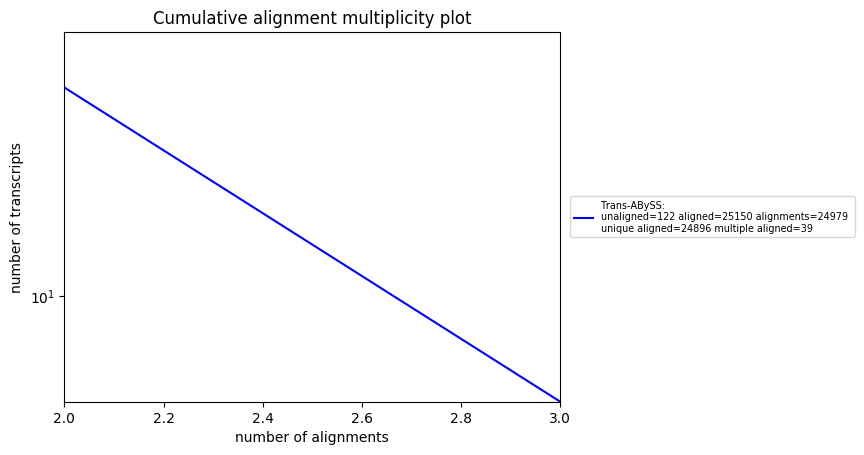 Cumulative alignment multiplicity plot
number of transcripts
10¹
2.0 2.2 2.4 2.6 2.8 3.0
number of alignments
Trans-ABySS:
unaligned=122 aligned=25150 alignments=24979
unique aligned=24896 multiple aligned=39